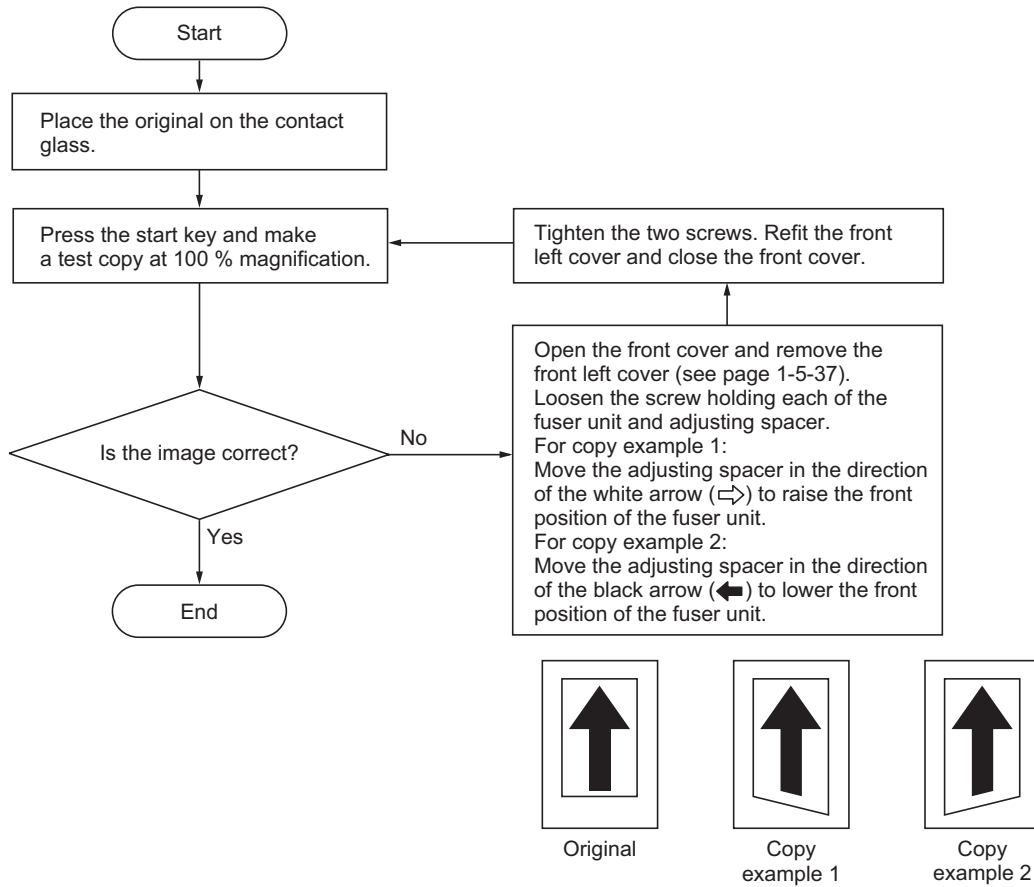 Start
Place the original on the contact
glass.
Press the start key and make
a test copy at 100 % magnification.
Tighten the two screws. Refit the front
left cover and close the front cover.
Is the image correct?
No
Yes
End
Open the front cover and remove the
front left cover (see page 1-5-37).
Loosen the screw holding each of the
fuser unit and adjusting spacer.
For copy example 1:
Move the adjusting spacer in the direction
of the white arrow (⇨) to raise the front
position of the fuser unit.
For copy example 2:
Move the adjusting spacer in the direction
of the black arrow (⬅) to lower the front
position of the fuser unit.
Original
Copy
example 1
Copy
example 2